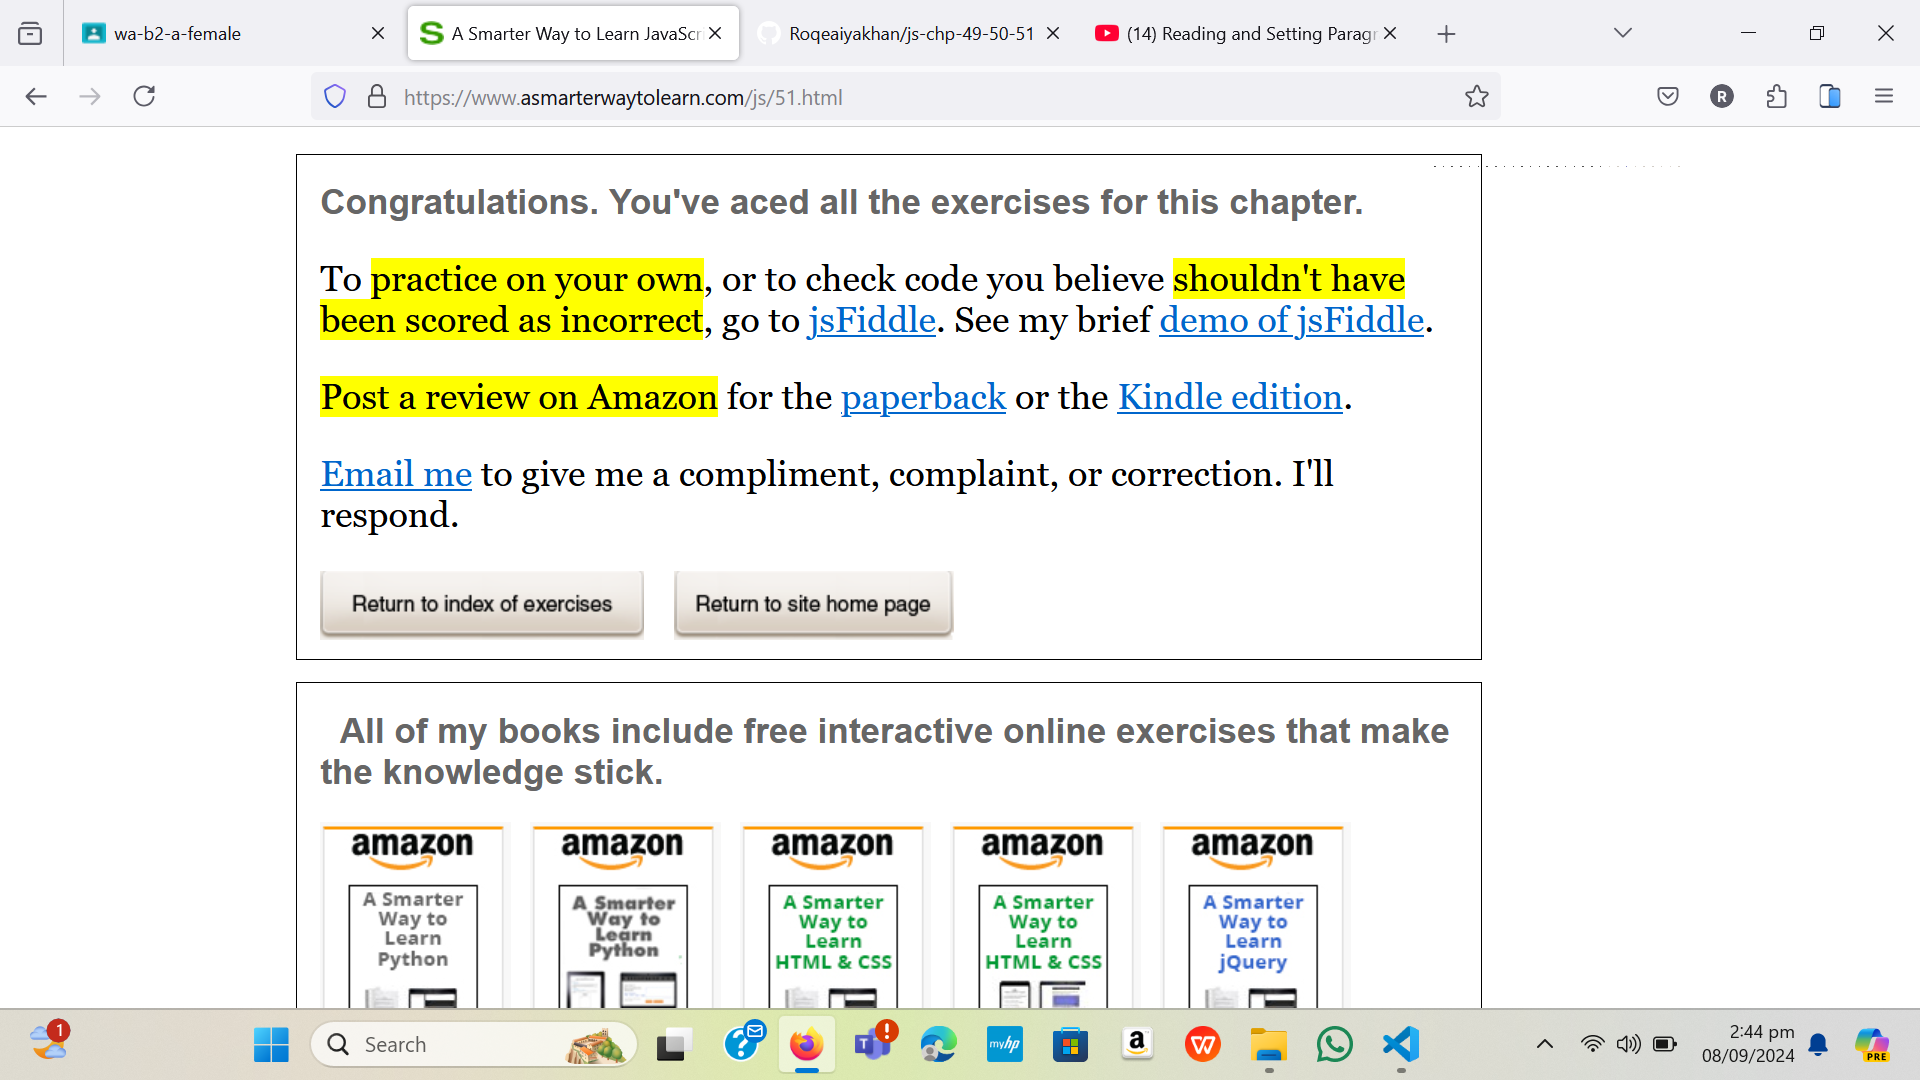 wa-b2-a-female
A Smarter Way to Learn JavaScr
Roqeaiyakhan/js-chp-49-50-51
(14) Reading and Setting Paragr
https://www.asmarterwaytolearn.com/js/51.html
R
Congratulations. You've aced all the exercises for this chapter.
To practice on your own, or to check code you believe shouldn't have
been scored as incorrect, go to jsFiddle. See my brief demo of jsFiddle.
Post a review on Amazon for the paperback or the Kindle edition.
Email me to give me a compliment, complaint, or correction. I'll
respond.
Return to index of exercises
Return to site home page
All of my books include free interactive online exercises that make
the knowledge stick.
amazon
A Smarter
Way to
Learn
Python
amazon
A Smarter
Way to
Learn
Python
amazon
A Smarter
Way to
Learn
HTML & CSS
amazon
A Smarter
Way to
Learn
HTML & CSS
amazon
A Smarter
Way to
Learn
jQuery
1
Search
myhp
PRE
2:44 pm
08/09/2024